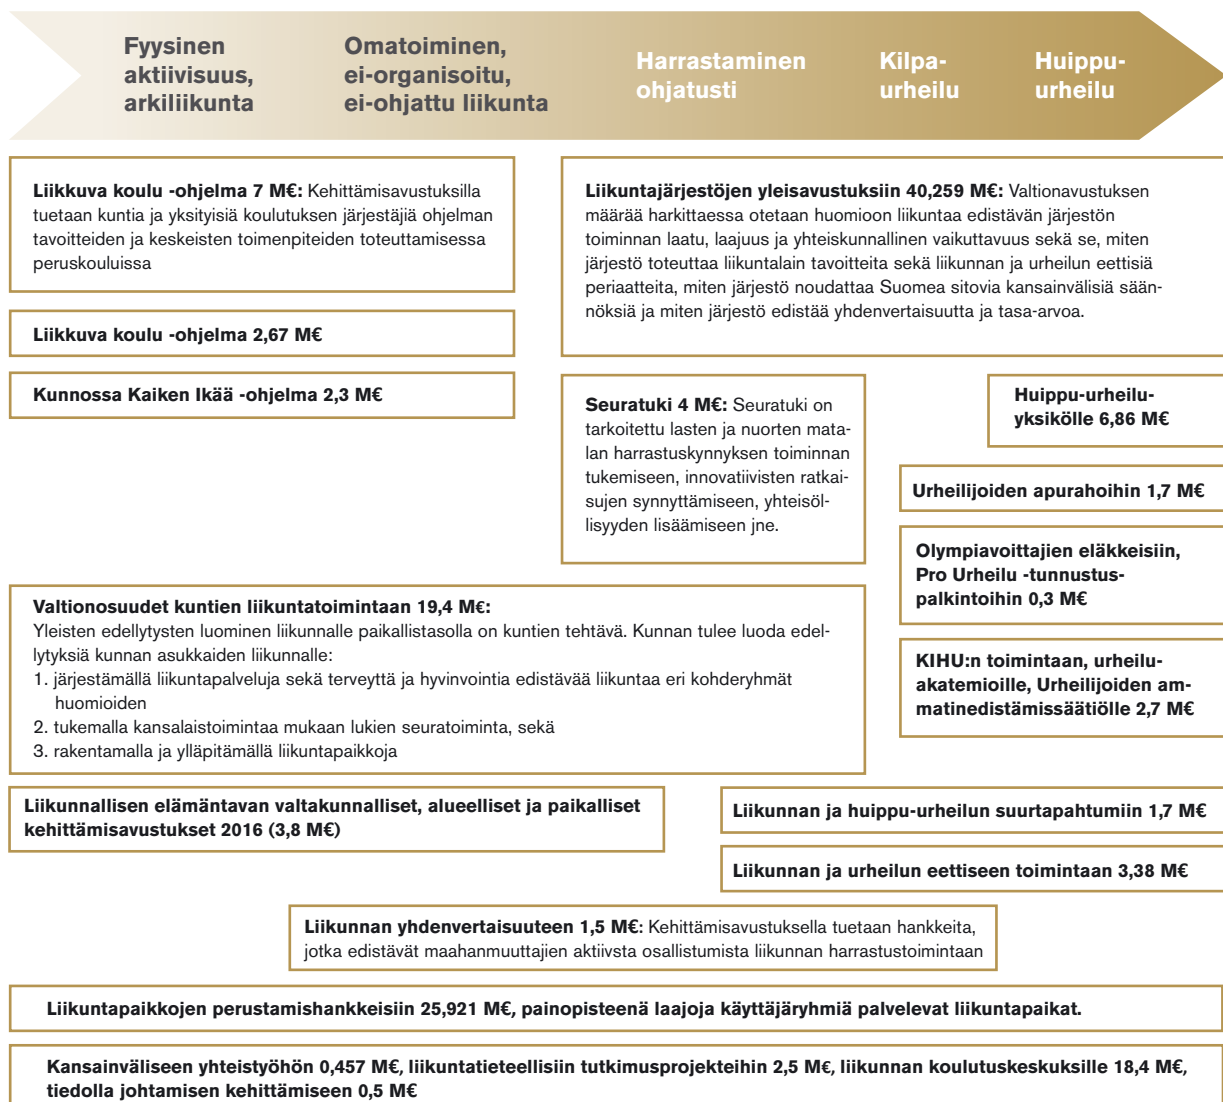 Fyysinen
aktiivisuus,
arkiliikunta
Omatoiminen,
ei-organisoitu,
ei-ohjattu liikunta
Harrastaminen
ohjatusti
Kilpa-
urheilu
Huippu-
urheilu
Liikkuva koulu -ohjelma 7 M€: Kehittämisavustuksilla
tuetaan kuntia ja yksityisiä koulutuksen järjestäjiä ohjelman
tavoitteiden ja keskeisten toimenpiteiden toteuttamisessa
peruskouluissa
Liikkuva koulu -ohjelma 2,67 M€
Kunnossa Kaiken Ikää -ohjelma 2,3 M€
Liikuntajärjestöjen yleisavustuksiin 40,259 M€: Valtionavustuksen
määrää harkittaessa otetaan huomioon liikuntaa edistävän järjestön
toiminnan laatu, laajuus ja yhteiskunnallinen vaikuttavuus sekä se, miten
järjestö toteuttaa liikuntalain tavoitteita sekä liikunnan ja urheilun eettisiä
periaatteita, miten järjestö noudattaa Suomea sitovia kansainvälisiä sään-
nöksiä ja miten järjestö edistää yhdenvertaisuutta ja tasa-arvoa.
Seuratuki 4 M€: Seuratuki on
tarkoitettu lasten ja nuorten mata-
lan harrastuskynnyksen toiminnan
tukemiseen, innovatiivisten ratkai-
sujen synnyttämiseen, yhteisöl-
lisyyden lisäämiseen jne.
Huippu-urheilu-
yksikölle 6,86 M€
Urheilijoiden apurahoihin 1,7 M€
Olympiavoittajien eläkkeisiin,
Pro Urheilu -tunnustus-
palkintoihin 0,3 M€
KIHU:n toimintaan, urheilu-
akatemioille, Urheilijoiden am-
matinedistämissäätiölle 2,7 M€
Valtionosuudet kuntien liikuntatoimintaan 19,4 M€:
Yleisten edellytysten luominen liikunnalle paikallistasolla on kuntien tehtävä. Kunnan tulee luoda edel-
lytyksiä kunnan asukkaiden liikunnalle:
1. järjestämällä liikuntapalveluja sekä terveyttä ja hyvinvointia edistävää liikuntaa eri kohderyhmät
huomioiden
2. tukemalla kansalaistoimintaa mukaan lukien seuratoiminta, sekä
3. rakentamalla ja ylläpitämällä liikuntapaikkoja
Liikunnallisen elämäntavan valtakunnalliset, alueelliset ja paikalliset
kehittämisavustukset 2016 (3,8 M€)
Liikunnan ja huippu-urheilun suurtapahtumiin 1,7 M€
Liikunnan ja urheilun eettiseen toimintaan 3,38 M€
Liikunnan yhdenvertaisuuteen 1,5 M€: Kehittämisavustuksella tuetaan hankkeita,
jotka edistävät maahanmuuttajien aktiivsta osallistumista liikunnan harrastustoimintaan
Liikuntapaikkojen perustamishankkeisiin 25,921 M€, painopisteenä laajoja käyttäjäryhmiä palvelevat liikuntapaikat.
Kansainväliseen yhteistyöhön 0,457 M€, liikuntatieteellisiin tutkimusprojekteihin 2,5 M€, liikunnan koulutuskeskuksille 18,4 M€,
tiedolla johtamisen kehittämiseen 0,5 M€